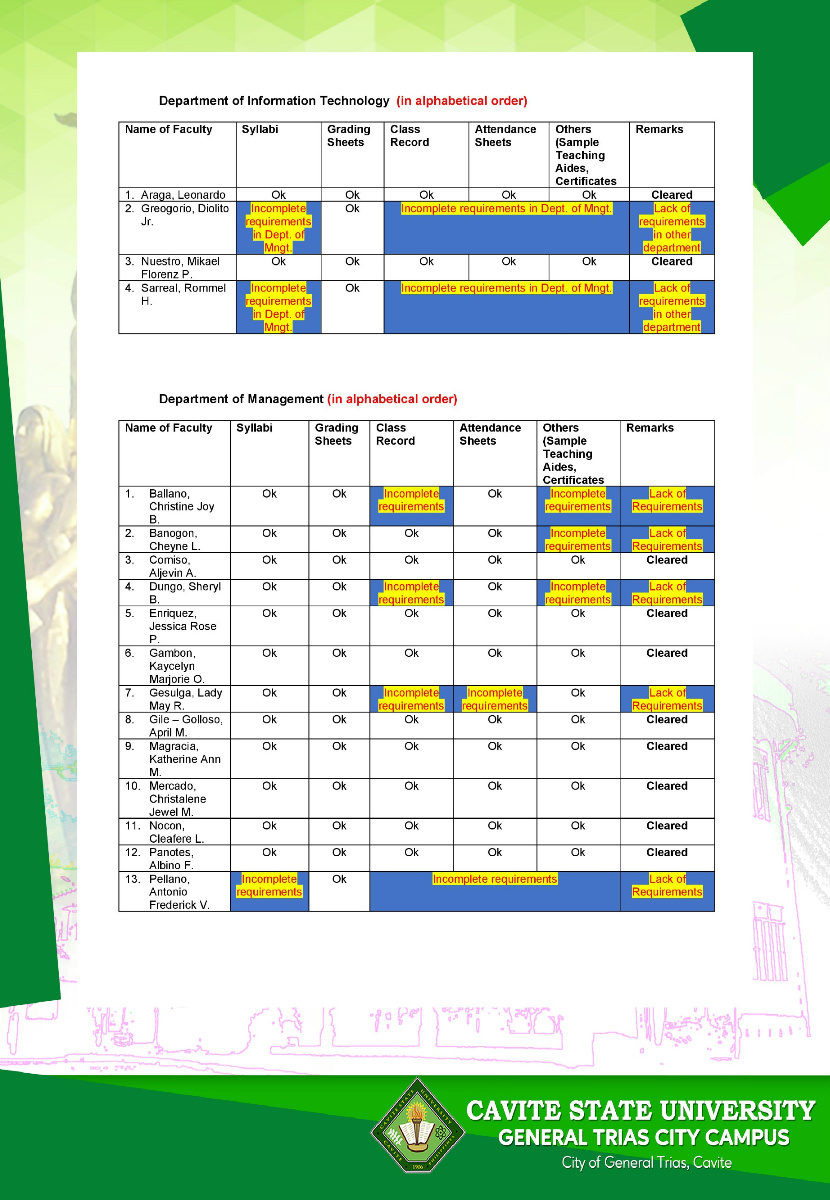 Department of Information Technology (in alphabetical order)
Name of Faculty Syllabi Grading Sheets Class Record Attendance Sheets Others (Sample Teaching Aides, Certificates Remarks
1. Araga, Leonardo Ok Ok Ok Ok Ok Cleared
2. Greogorio, Diolito Jr. Incomplete requirements in Dept. of Mngt. Ok Incomplete requirements in Dept. of Mngt. Lack of requirements in other department
3. Nuestro, Mikael Florenz P. Ok Ok Ok Ok Ok Cleared
4. Sarreal, Rommel H. Incomplete requirements in Dept. of Mngt. Ok Incomplete requirements in Dept. of Mngt. Lack of requirements in other department
Department of Management (in alphabetical order)
Name of Faculty Syllabi Grading Sheets Class Record Attendance Sheets Others (Sample Teaching Aides, Certificates Remarks
1. Ballano, Christine Joy B. Ok Ok Incomplete requirements Ok Incomplete requirements Lack of Requirements
2. Banogon, Cheyne L. Ok Ok Ok Ok Incomplete requirements Lack of Requirements
3. Comiso, Aljevin A. Ok Ok Ok Ok Ok Cleared
4. Dungo, Sheryl B. Ok Ok Incomplete requirements Ok Incomplete requirements Lack of Requirements
5. Enriquez, Jessica Rose P. Ok Ok Ok Ok Ok Cleared
6. Gambon, Kaycelyn Marjorie O. Ok Ok Ok Ok Ok Cleared
7. Gesulga, Lady May R. Ok Ok Incomplete requirements Incomplete requirements Ok Lack of Requirements
8. Gile – Golloso, April M. Ok Ok Ok Ok Ok Cleared
9. Magracia, Katherine Ann M. Ok Ok Ok Ok Ok Cleared
10. Mercado, Christalene Jewel M. Ok Ok Ok Ok Ok Cleared
11. Nocon, Cleafere L. Ok Ok Ok Ok Ok Cleared
12. Panotes, Albino F. Ok Ok Ok Ok Ok Cleared
13. Pellano, Antonio Frederick V. Incomplete requirements Ok Incomplete requirements Lack of Requirements
CAVITE STATE UNIVERSITY
GENERAL TRIAS CITY CAMPUS
City of General Trias, Cavite
1906